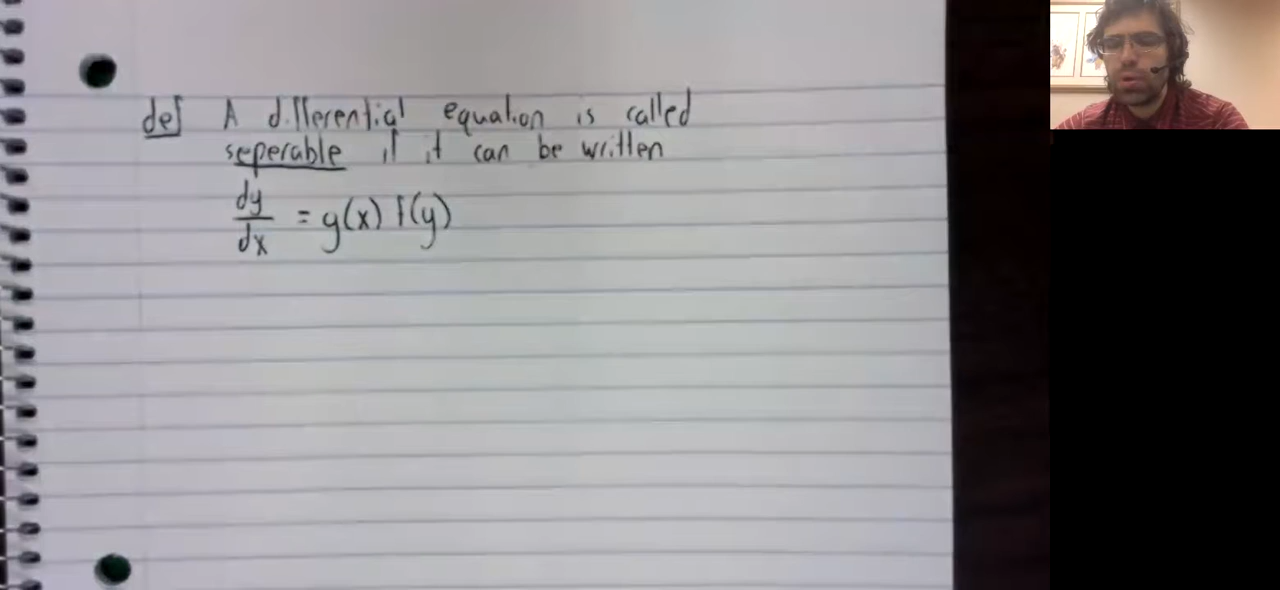 def A differential equation is called
seperable if it can be written
dy/dx = g(x) f(y)